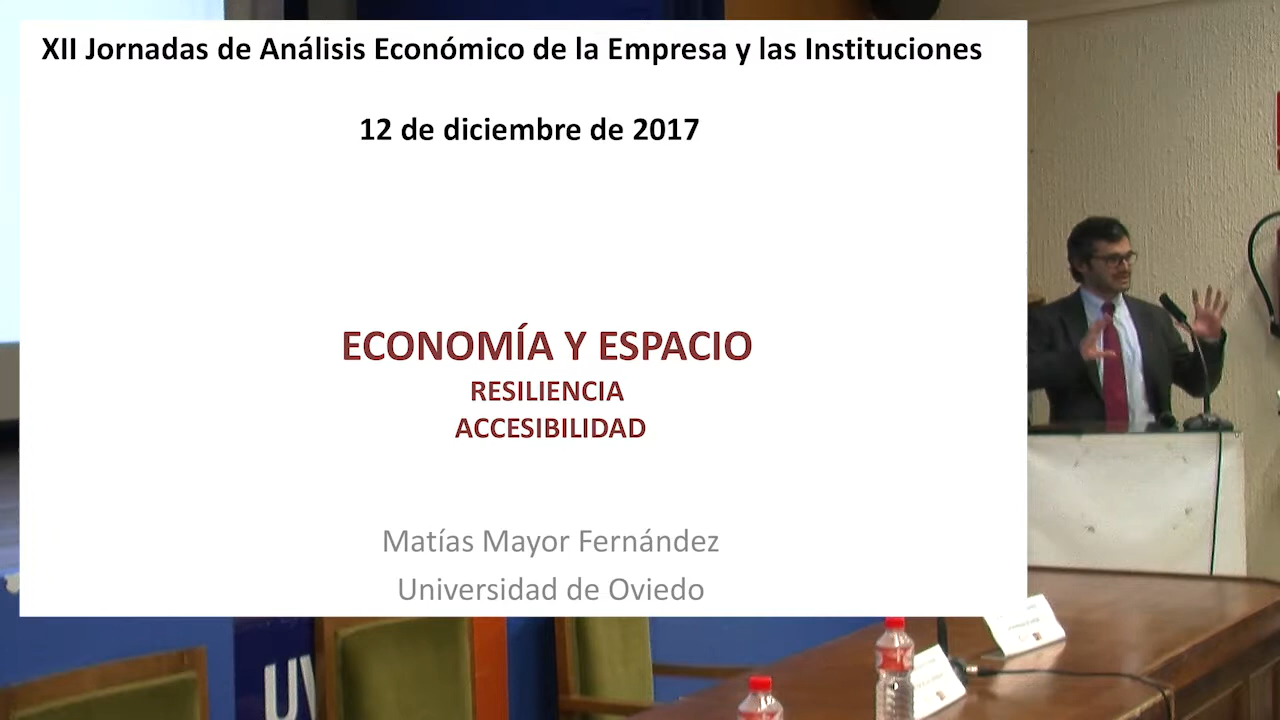 XII Jornadas de Análisis Económico de la Empresa y las Instituciones
12 de diciembre de 2017
ECONOMÍA Y ESPACIO
RESILIENCIA
ACCESIBILIDAD
Matías Mayor Fernández
Universidad de Oviedo